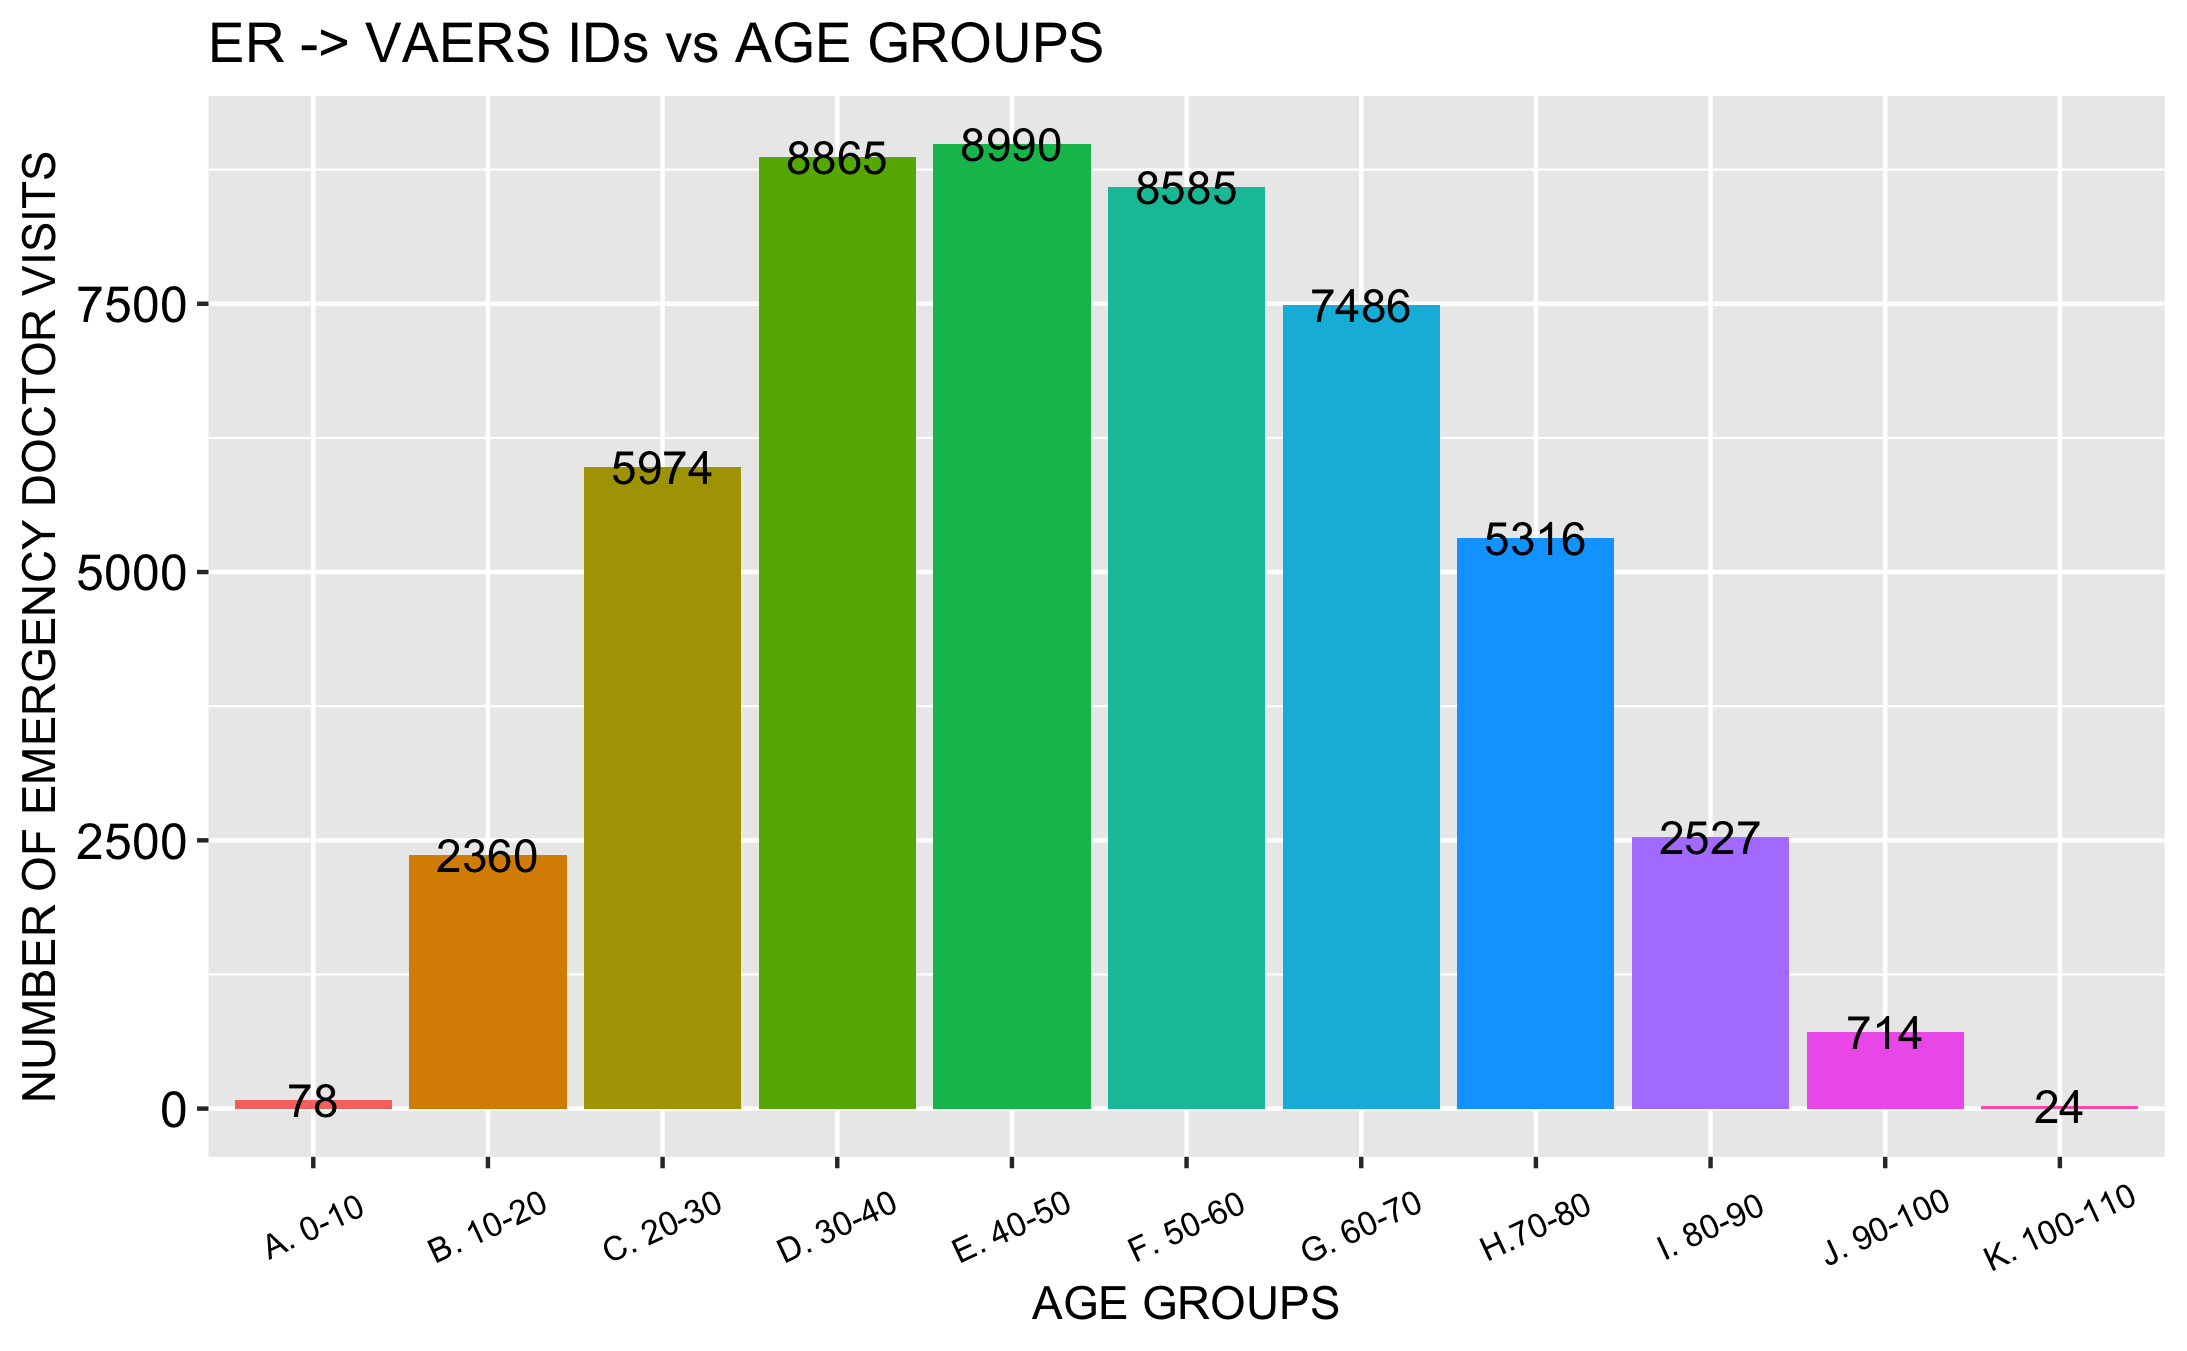 ER -> VAERS IDs vs AGE GROUPS
NUMBER OF EMERGENCY DOCTOR VISITS
7500
5000
2500
0
78
2360
5974
8865
8990
8585
7486
5316
2527
714
24
A. 0-10
B. 10-20
C. 20-30
D. 30-40
E. 40-50
F. 50-60
G. 60-70
H.70-80
I. 80-90
J. 90-100
K. 100-110
AGE GROUPS